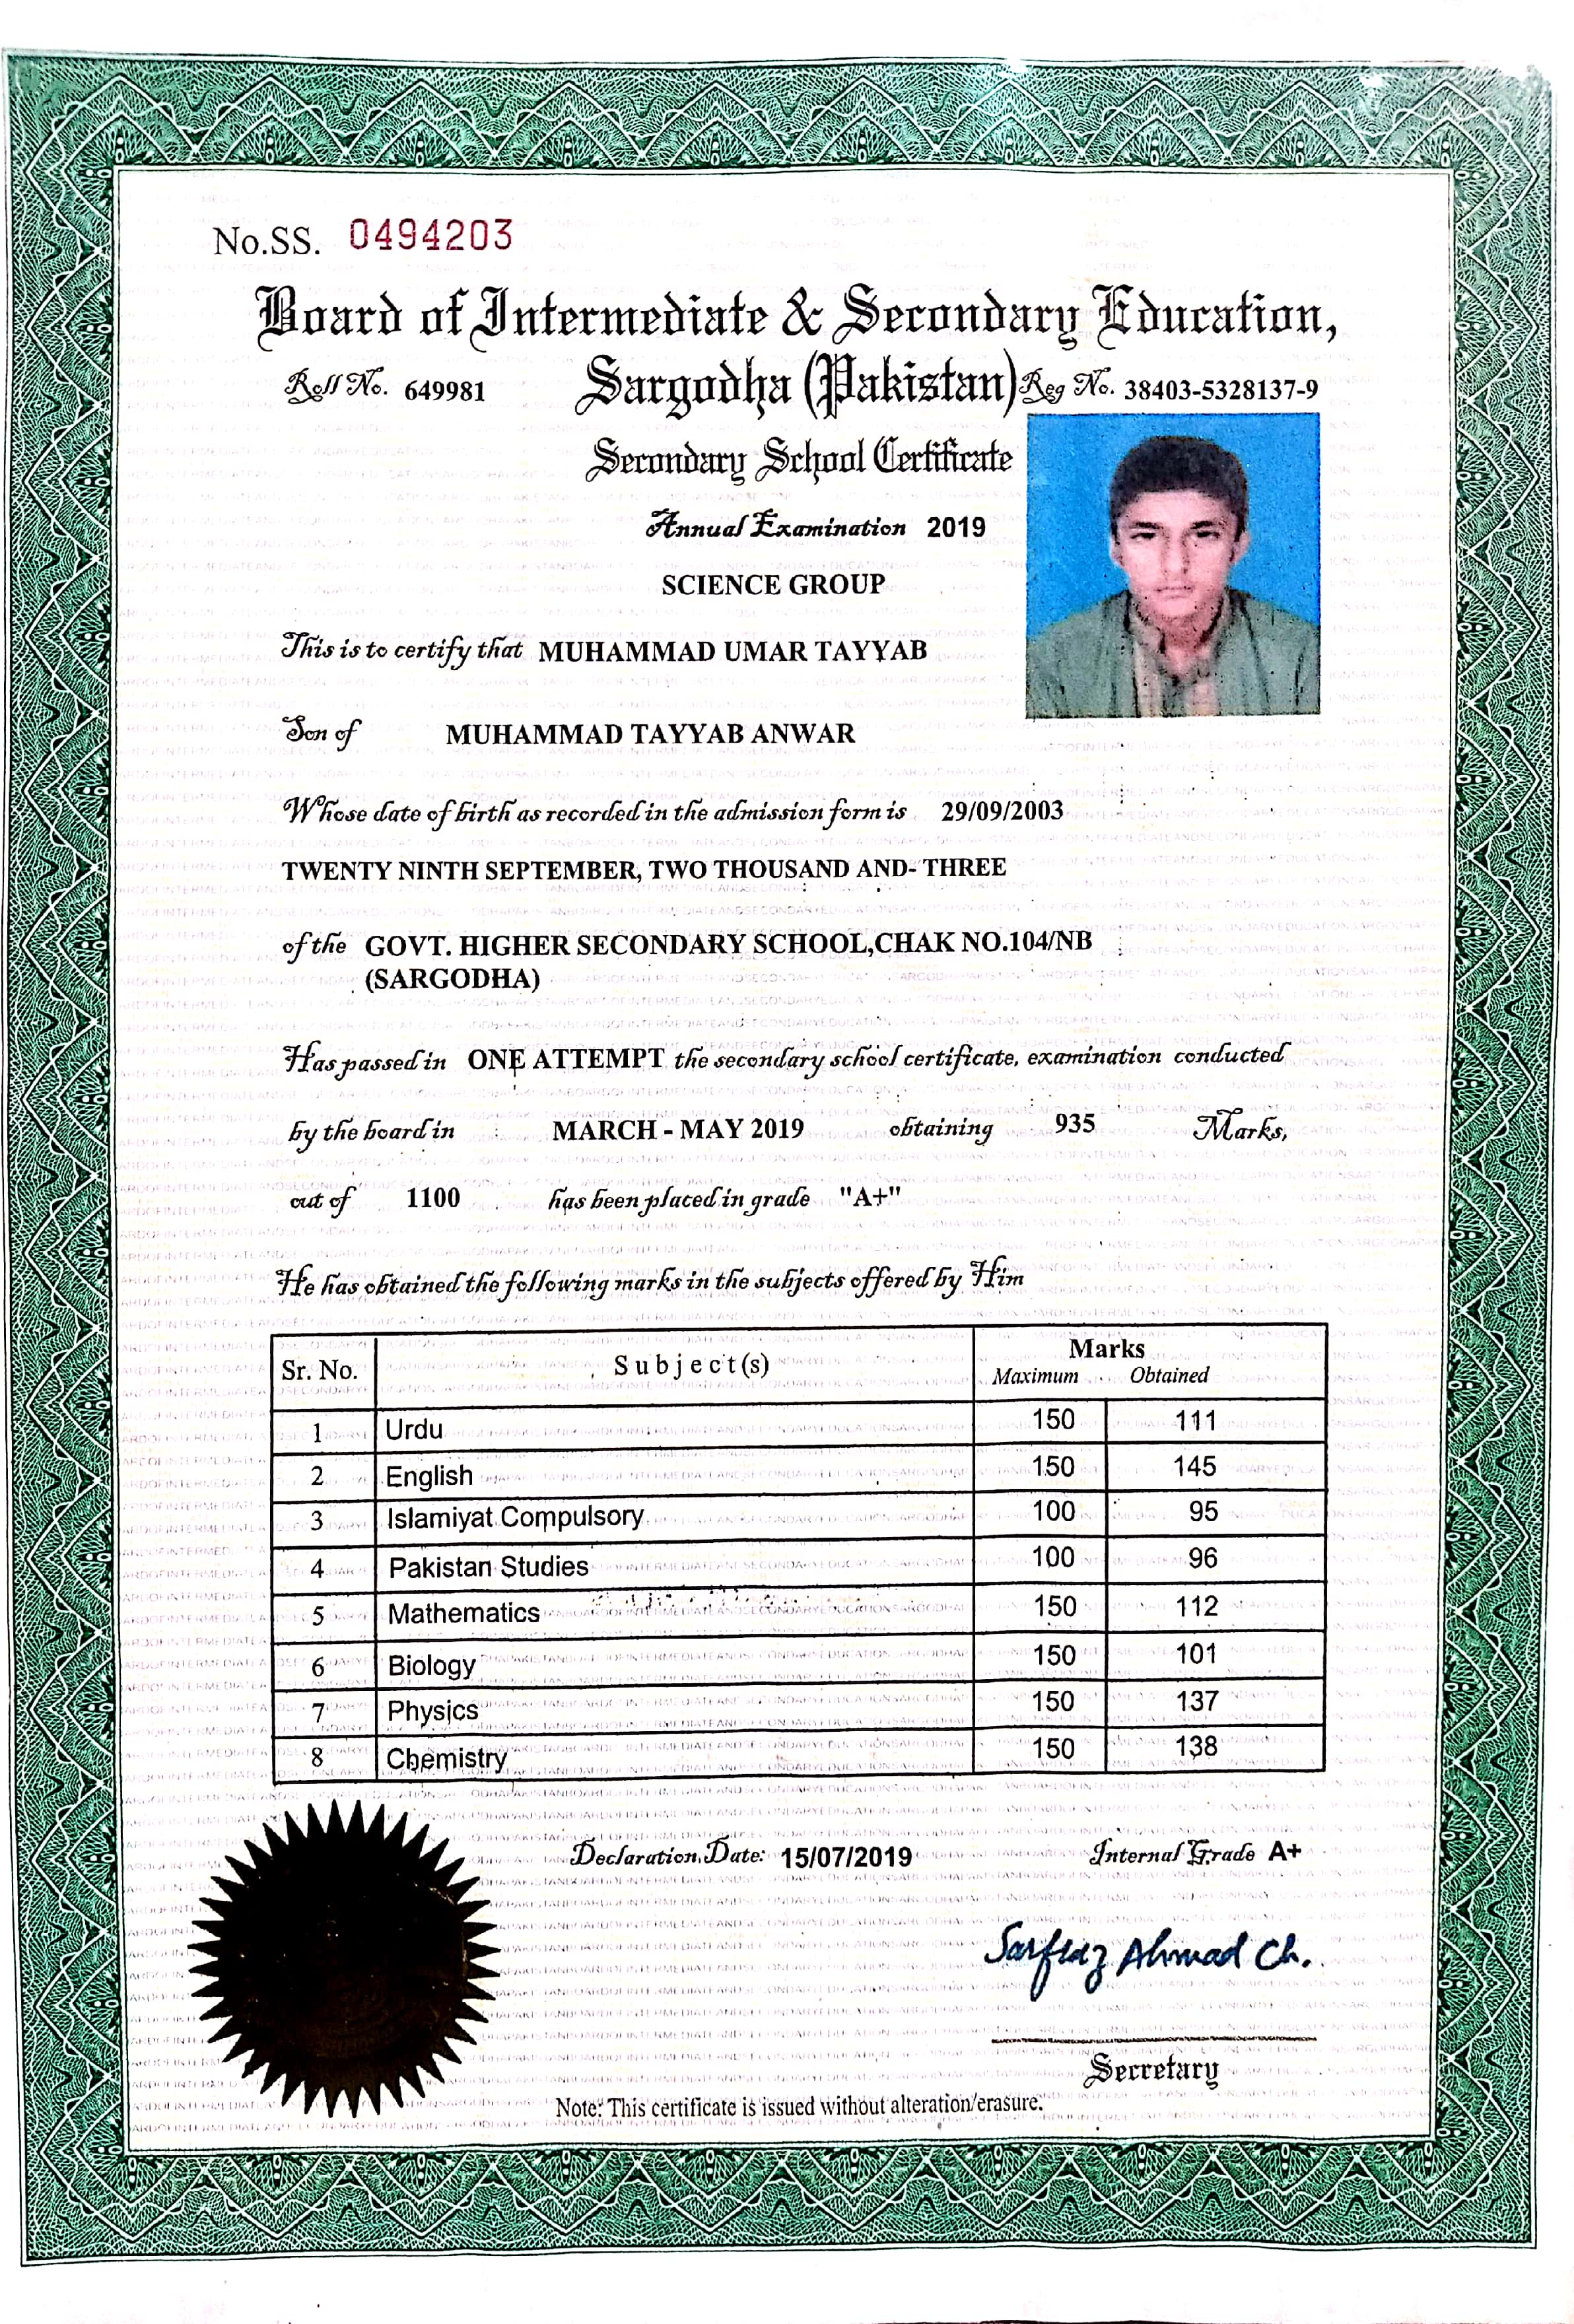 No.SS. 0494203
Board of Intermediate & Secondary Education,
Roll No. 649981 Sargodha (Pakistan) Reg No. 38403-5328137-9
Secondary School Certificate
Annual Examination 2019
SCIENCE GROUP
This is to certify that MUHAMMAD UMAR TAYYAB
Son of MUHAMMAD TAYYAB ANWAR
Whose date of birth as recorded in the admission form is 29/09/2003
TWENTY NINTH SEPTEMBER, TWO THOUSAND AND- THREE
of the GOVT. HIGHER SECONDARY SCHOOL,CHAK NO.104/NB
(SARGODHA)
Has passed in ONE ATTEMPT the secondary school certificate, examination conducted
by the board in MARCH - MAY 2019 obtaining 935 Marks,
out of 1100 has been placed in grade "A+"
He has obtained the following marks in the subjects offered by Him
Sr. No. Subject(s) Marks
Maximum Obtained
1 Urdu 150 111
2 English 150 145
3 Islamiyat Compulsory 100 95
4 Pakistan Studies 100 96
5 Mathematics 150 112
6 Biology 150 101
7 Physics 150 137
8 Chemistry 150 138
Declaration Date: 15/07/2019 Internal Grade A+
Sarfraz Ahmad Ch.
Secretary
Note: This certificate is issued without alteration/erasure.